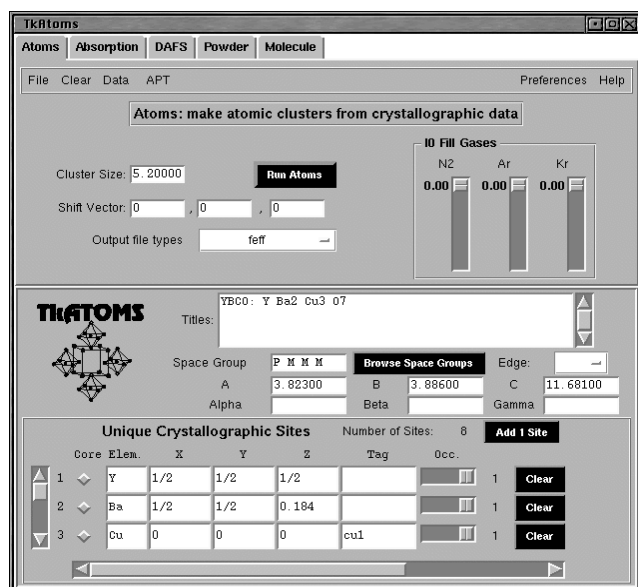 TkAtoms
Atoms Absorption DAFS Powder Molecule
File Clear Data APT Preferences Help
Atoms: make atomic clusters from crystallographic data
I0 Fill Gases
N2 Ar Kr
Cluster Size: 5.20000 Run Atoms
0.00 0.00 0.00
Shift Vector: 0 , 0 , 0
Output file types feff
TkATOMS
Titles: YBCO: Y Ba2 Cu3 O7
Space Group P M M M Browse Space Groups Edge:
A 3.82300 B 3.88600 C 11.68100
Alpha Beta Gamma
Unique Crystallographic Sites Number of Sites: 8 Add 1 Site
Core Elem. X Y Z Tag Occ.
1 Y 1/2 1/2 1/2 1 Clear
2 Ba 1/2 1/2 0.184 1 Clear
3 Cu 0 0 0 cu1 1 Clear